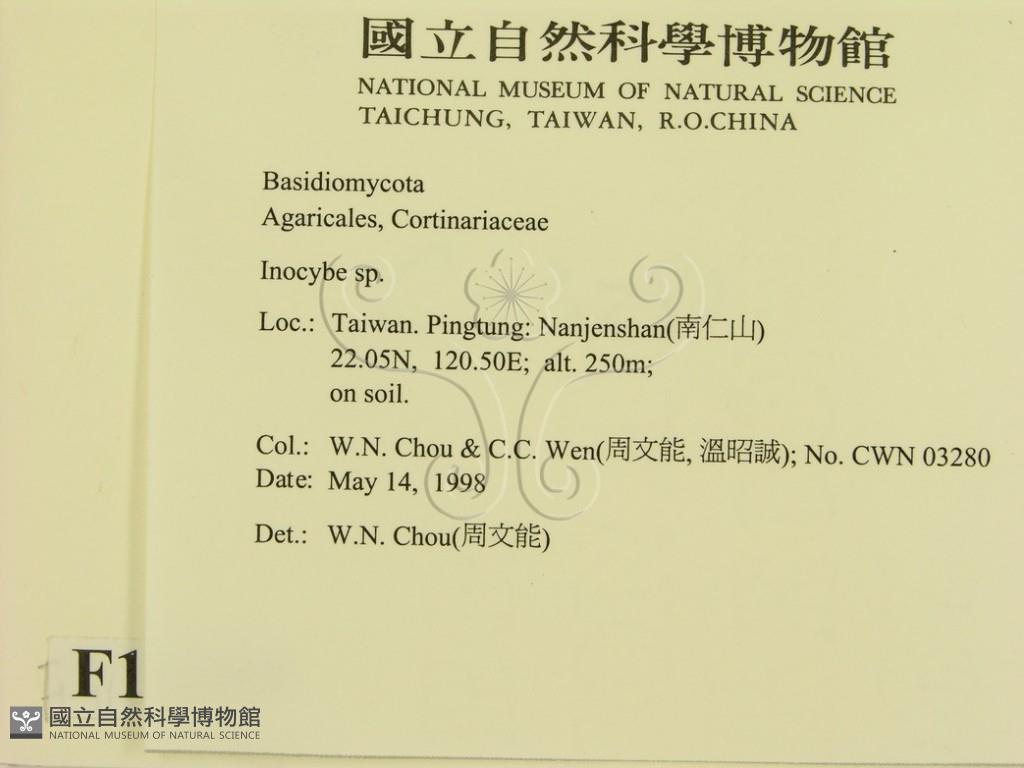 國立自然科學博物館
NATIONAL MUSEUM OF NATURAL SCIENCE
TAICHUNG, TAIWAN, R.O.CHINA
Basidiomycota
Agaricales, Cortinariaceae
Inocybe sp.
Loc.: Taiwan. Pingtung: Nanjenshan(南仁山)
22.05N, 120.50E; alt. 250m;
on soil.
Col.: W.N. Chou & C.C. Wen(周文能, 溫昭誠); No. CWN 03280
Date: May 14, 1998
Det.: W.N. Chou(周文能)
F1
國立自然科學博物館
NATIONAL MUSEUM OF NATURAL SCIENCE